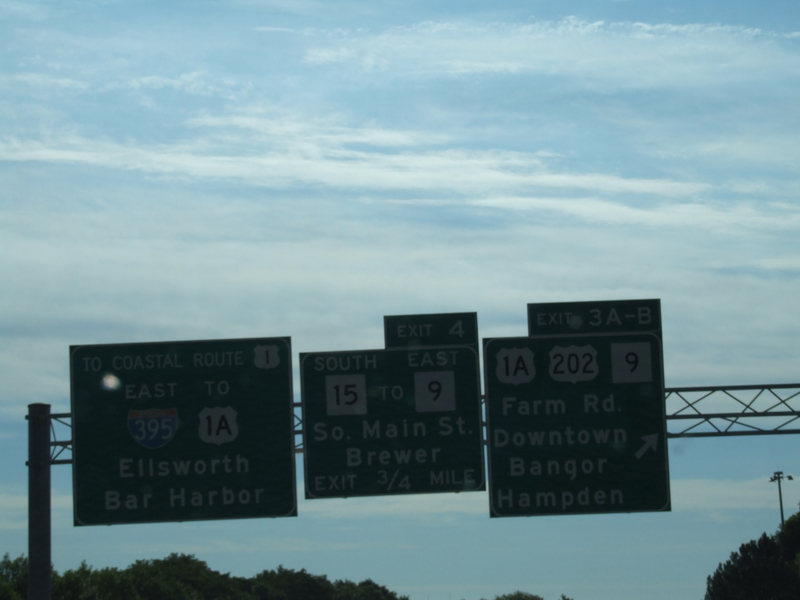 TO COASTAL ROUTE 1
EAST TO
395 1A
Ellsworth
Bar Harbor
EXIT 4
SOUTH EAST
15 TO 9
So. Main St.
Brewer
EXIT 3/4 MILE
EXIT 3A-B
1A 202 9
Farm Rd.
Downtown
Bangor
Hampden